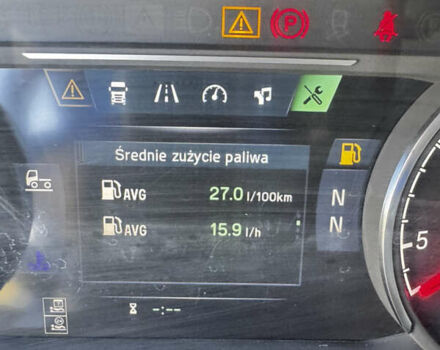 P
Średnie zużycie paliwa
AVG 27.0 l/100km
N
AVG 15.9 l/h
N
5
-:--